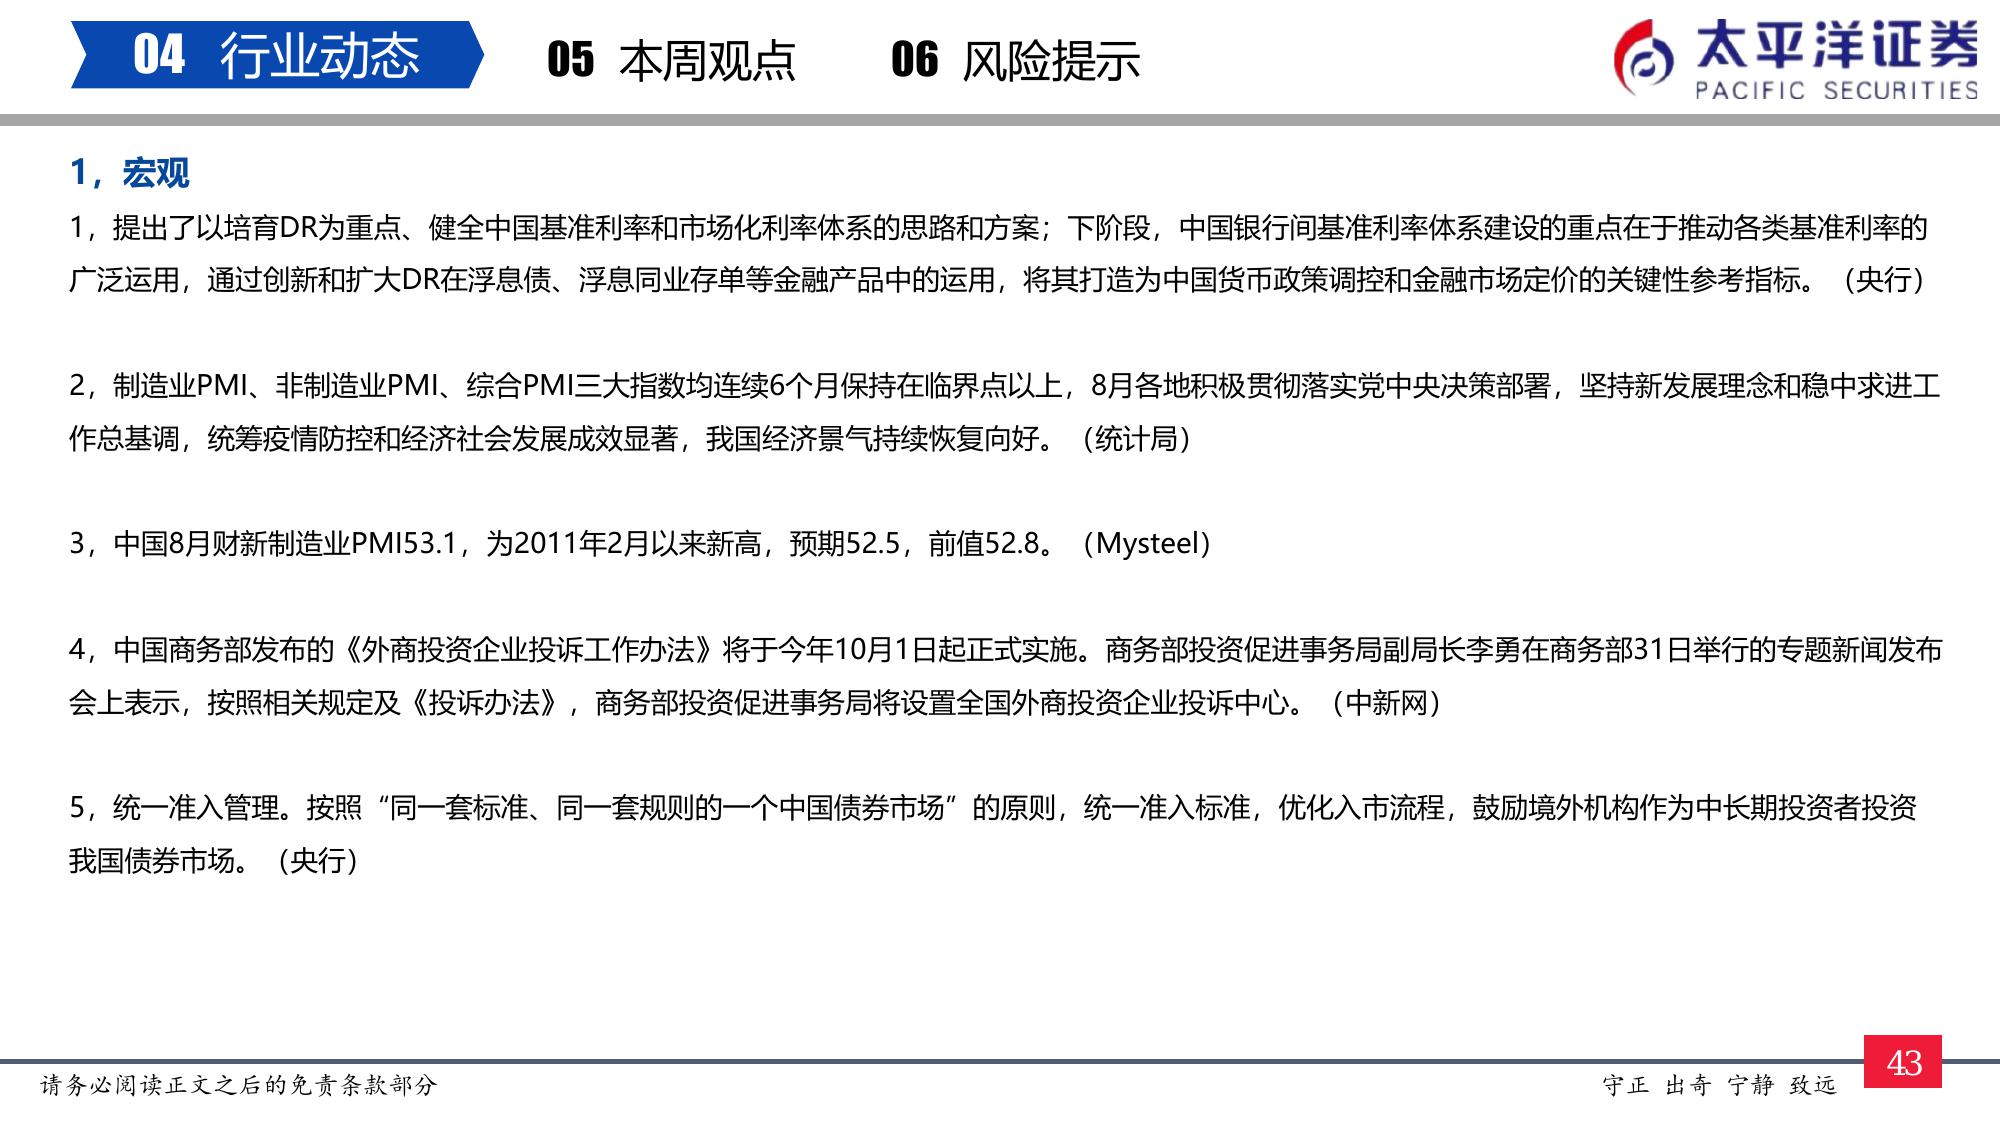 04 行业动态 05 本周观点 06 风险提示
太平洋证券
PACIFIC SECURITIES
1，宏观
1，提出了以培育DR为重点、健全中国基准利率和市场化利率体系的思路和方案；下阶段，中国银行间基准利率体系建设的重点在于推动各类基准利率的
广泛运用，通过创新和扩大DR在浮息债、浮息同业存单等金融产品中的运用，将其打造为中国货币政策调控和金融市场定价的关键性参考指标。（央行）
2，制造业PMI、非制造业PMI、综合PMI三大指数均连续6个月保持在临界点以上，8月各地积极贯彻落实党中央决策部署，坚持新发展理念和稳中求进工
作总基调，统筹疫情防控和经济社会发展成效显著，我国经济景气持续恢复向好。（统计局）
3，中国8月财新制造业PMI53.1，为2011年2月以来新高，预期52.5，前值52.8。（Mysteel）
4，中国商务部发布的《外商投资企业投诉工作办法》将于今年10月1日起正式实施。商务部投资促进事务局副局长李勇在商务部31日举行的专题新闻发布
会上表示，按照相关规定及《投诉办法》，商务部投资促进事务局将设置全国外商投资企业投诉中心。（中新网）
5，统一准入管理。按照“同一套标准、同一套规则的一个中国债券市场”的原则，统一准入标准，优化入市流程，鼓励境外机构作为中长期投资者投资
我国债券市场。（央行）
请务必阅读正文之后的免责条款部分
守正 出奇 宁静 致远
43